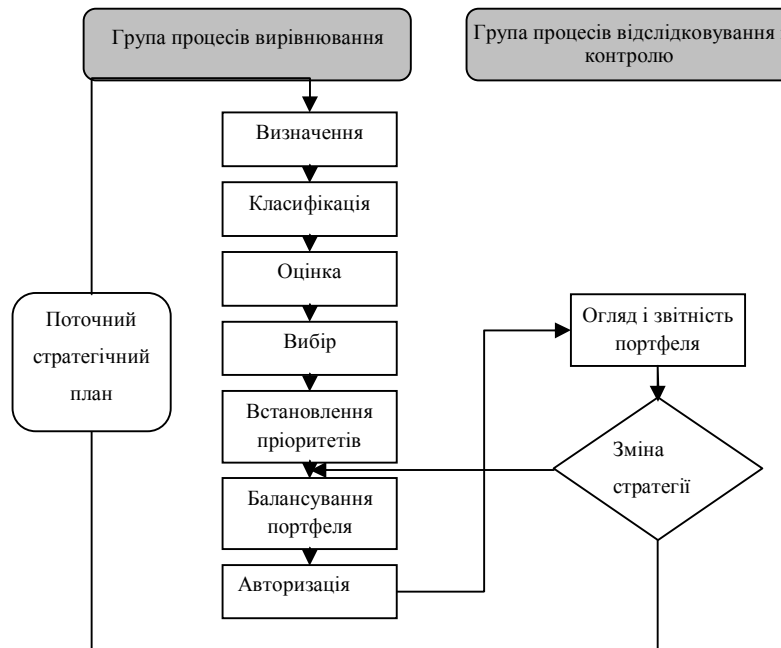 Група процесів вирівнювання
Група процесів відслідковування і
контролю
Визначення
Класифікація
Оцінка
Вибір
Встановлення
пріоритетів
Балансування
портфеля
Авторизація
Поточний
стратегічний
план
Огляд і звітність
портфеля
Зміна
стратегії